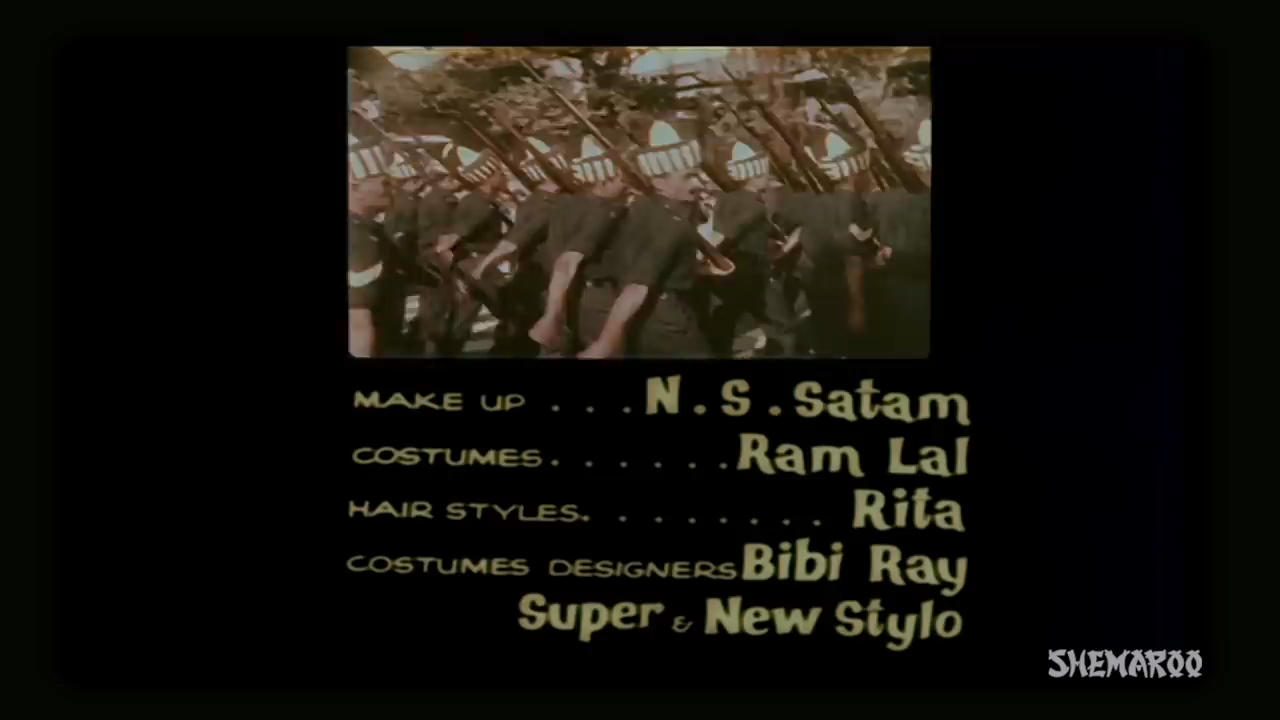 MAKE UP . . . N. S. Satam
COSTUMES. . . . . . . Ram Lal
HAIR STYLES. . . . . . . . Rita
COSTUMES DESIGNERS Bibi Ray
Super & New Stylo
SHEMAROO